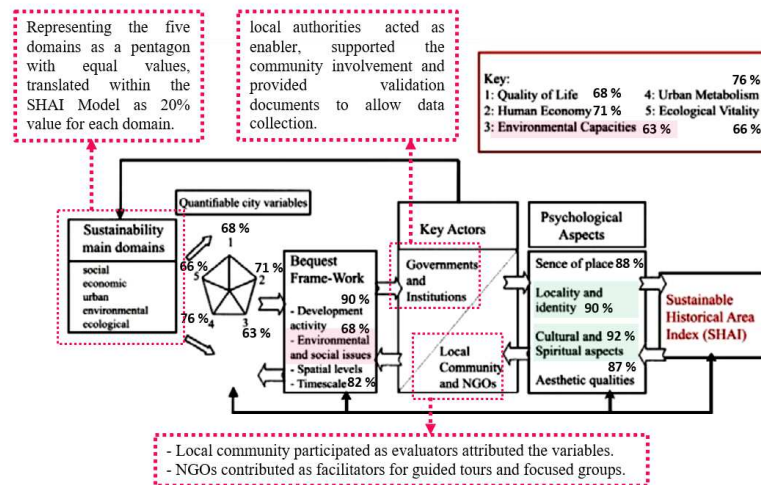 Representing the five
domains as a pentagon
with equal values,
translated within the
SHAI Model as 20%
value for each domain.
local authorities acted as
enabler, supported the
community involvement and
provided validation
documents to allow data
collection.
Key: 76 %
1: Quality of Life 68 % 4: Urban Metabolism
2: Human Economy 71 % 5: Ecological Vitality
3: Environmental Capacities 63 % 66 %
Quantifiable city variables
Sustainability
main domains
social
economic
urban
environmental
ecological
68 %
1
66 % 5
71 % 2
76 % 4
3 63 %
Bequest
Frame-Work
90 %
- Development
activity 68 %
- Environmental
and social issues
- Spatial levels
- Timescale 82 %
Key Actors
Governments
and
Institutions
Local
Community
and NGOs
Psychological
Aspects
Sense of place 88 %
Locality and
identity 90 %
Cultural and 92 %
Spiritual aspects
87 %
Aesthetic qualities
Sustainable
Historical Area
Index (SHAI)
- Local community participated as evaluators attributed the variables.
- NGOs contributed as facilitators for guided tours and focused groups.